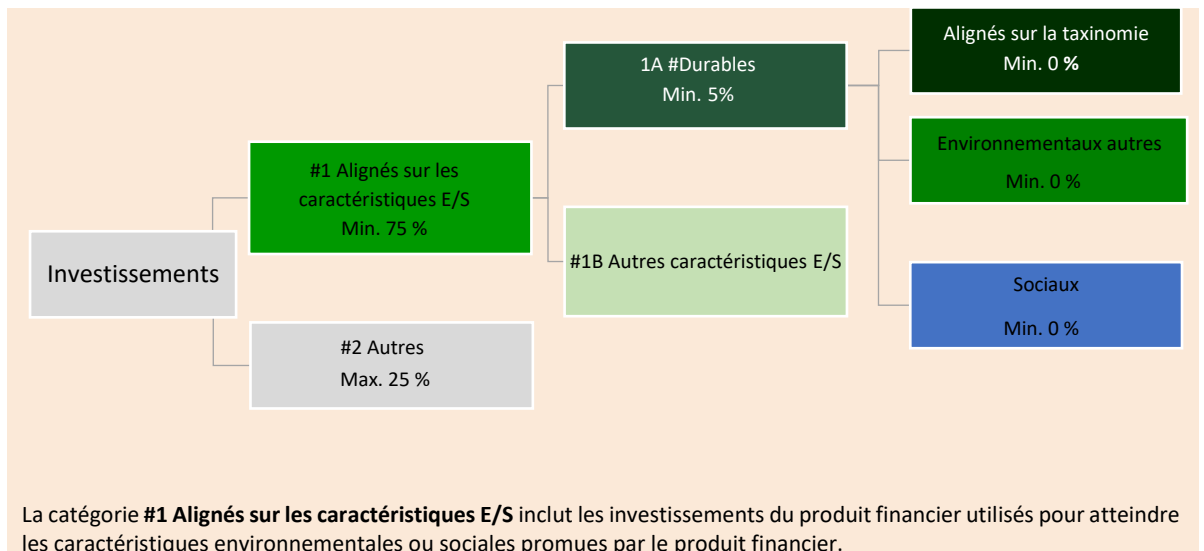 Investissements
#1 Alignés sur les
caractéristiques E/S
Min. 75 %
#2 Autres
Max. 25 %
1A #Durables
Min. 5%
#1B Autres caractéristiques E/S
Alignés sur la taxinomie
Min. 0 %
Environnementaux autres
Min. 0 %
Sociaux
Min. 0 %
La catégorie #1 Alignés sur les caractéristiques E/S inclut les investissements du produit financier utilisés pour atteindre
les caractéristiques environnementales ou sociales promues par le produit financier.